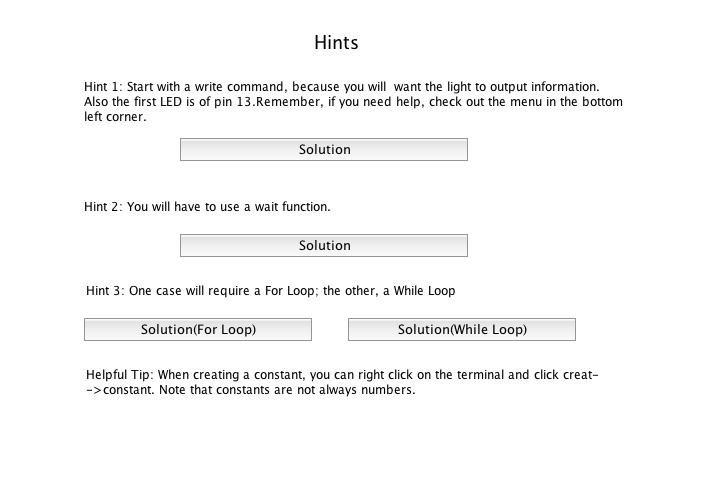 Hints
Hint 1: Start with a write command, because you will  want the light to output information.
Also the first LED is of pin 13.Remember, if you need help, check out the menu in the bottom
left corner.
Solution
Hint 2: You will have to use a wait function.
Solution
Hint 3: One case will require a For Loop; the other, a While Loop
Solution(For Loop) Solution(While Loop)
Helpful Tip: When creating a constant, you can right click on the terminal and click creat-
->constant. Note that constants are not always numbers.